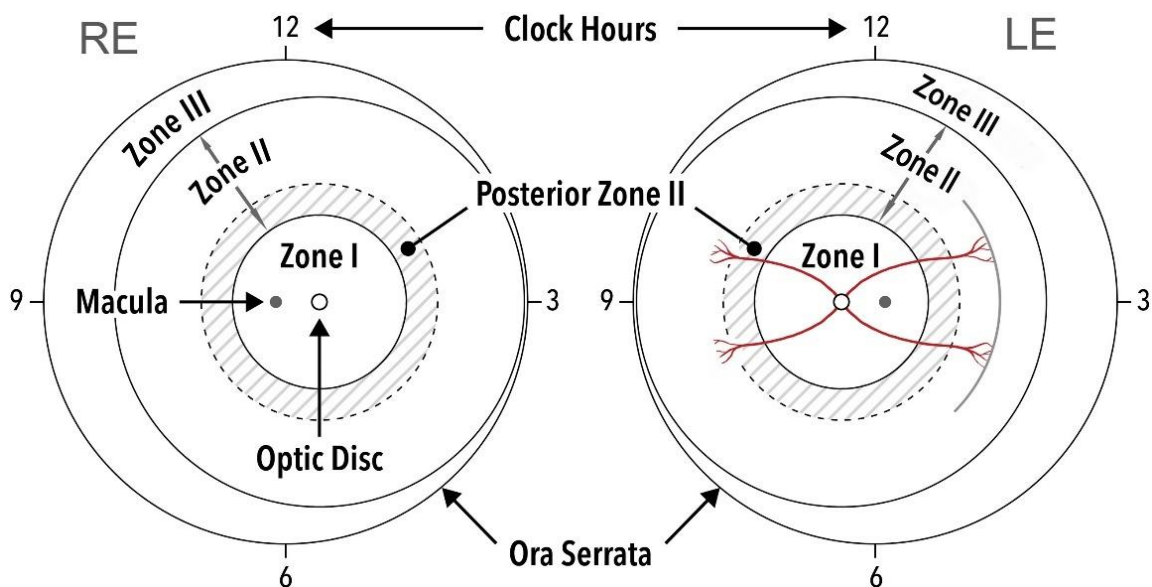 RE
12
Clock Hours
12
LE
Zone III
Zone II
Zone III
Zone II
Posterior Zone II
Zone I
Zone I
9
Macula
3
9
3
Optic Disc
Ora Serrata
6
6